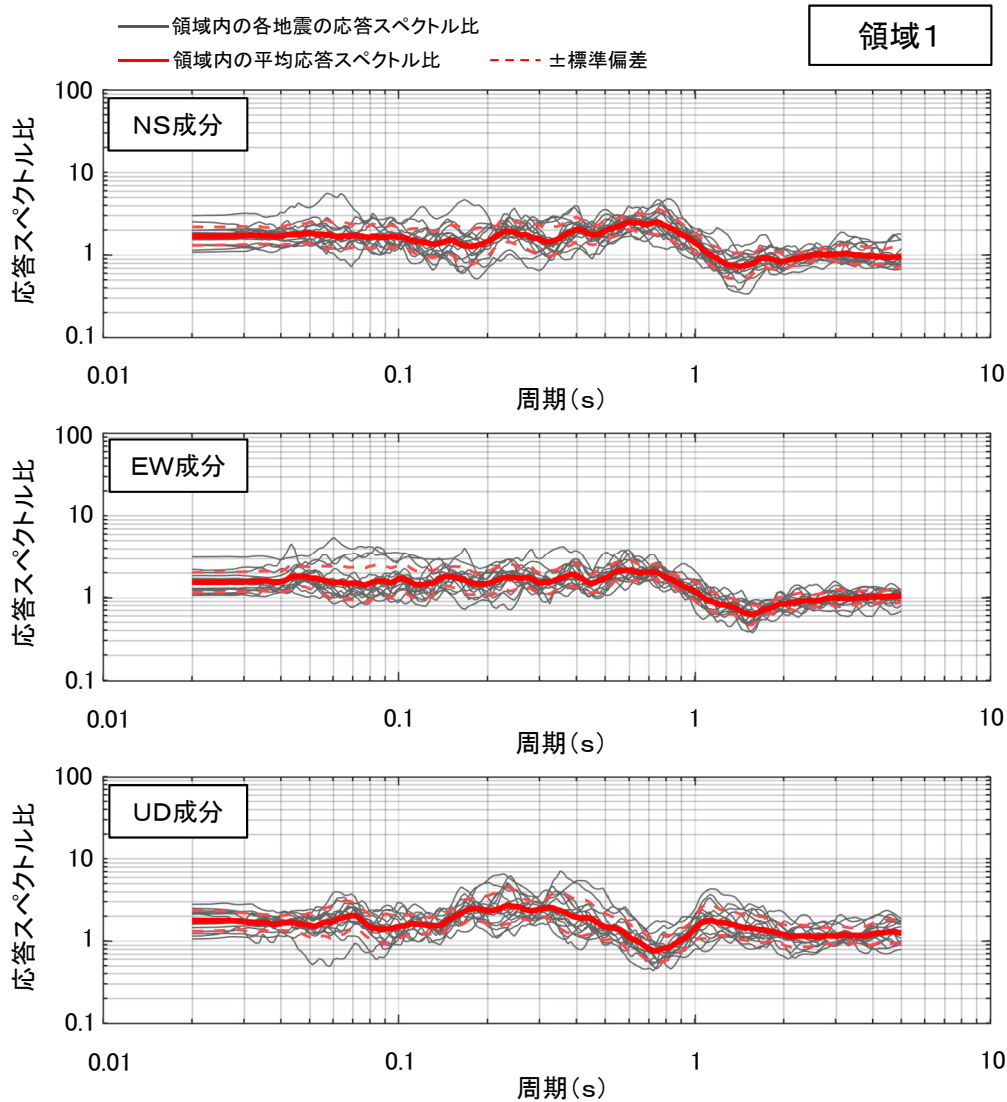 領域内の各地震の応答スペクトル比
領域内の平均応答スペクトル比 ±標準偏差
領域1
NS成分
応答スペクトル比
100
10
1
0.1
0.01 0.1 1 10
周期(s)
EW成分
応答スペクトル比
100
10
1
0.1
0.01 0.1 1 10
周期(s)
UD成分
応答スペクトル比
100
10
1
0.1
0.01 0.1 1 10
周期(s)